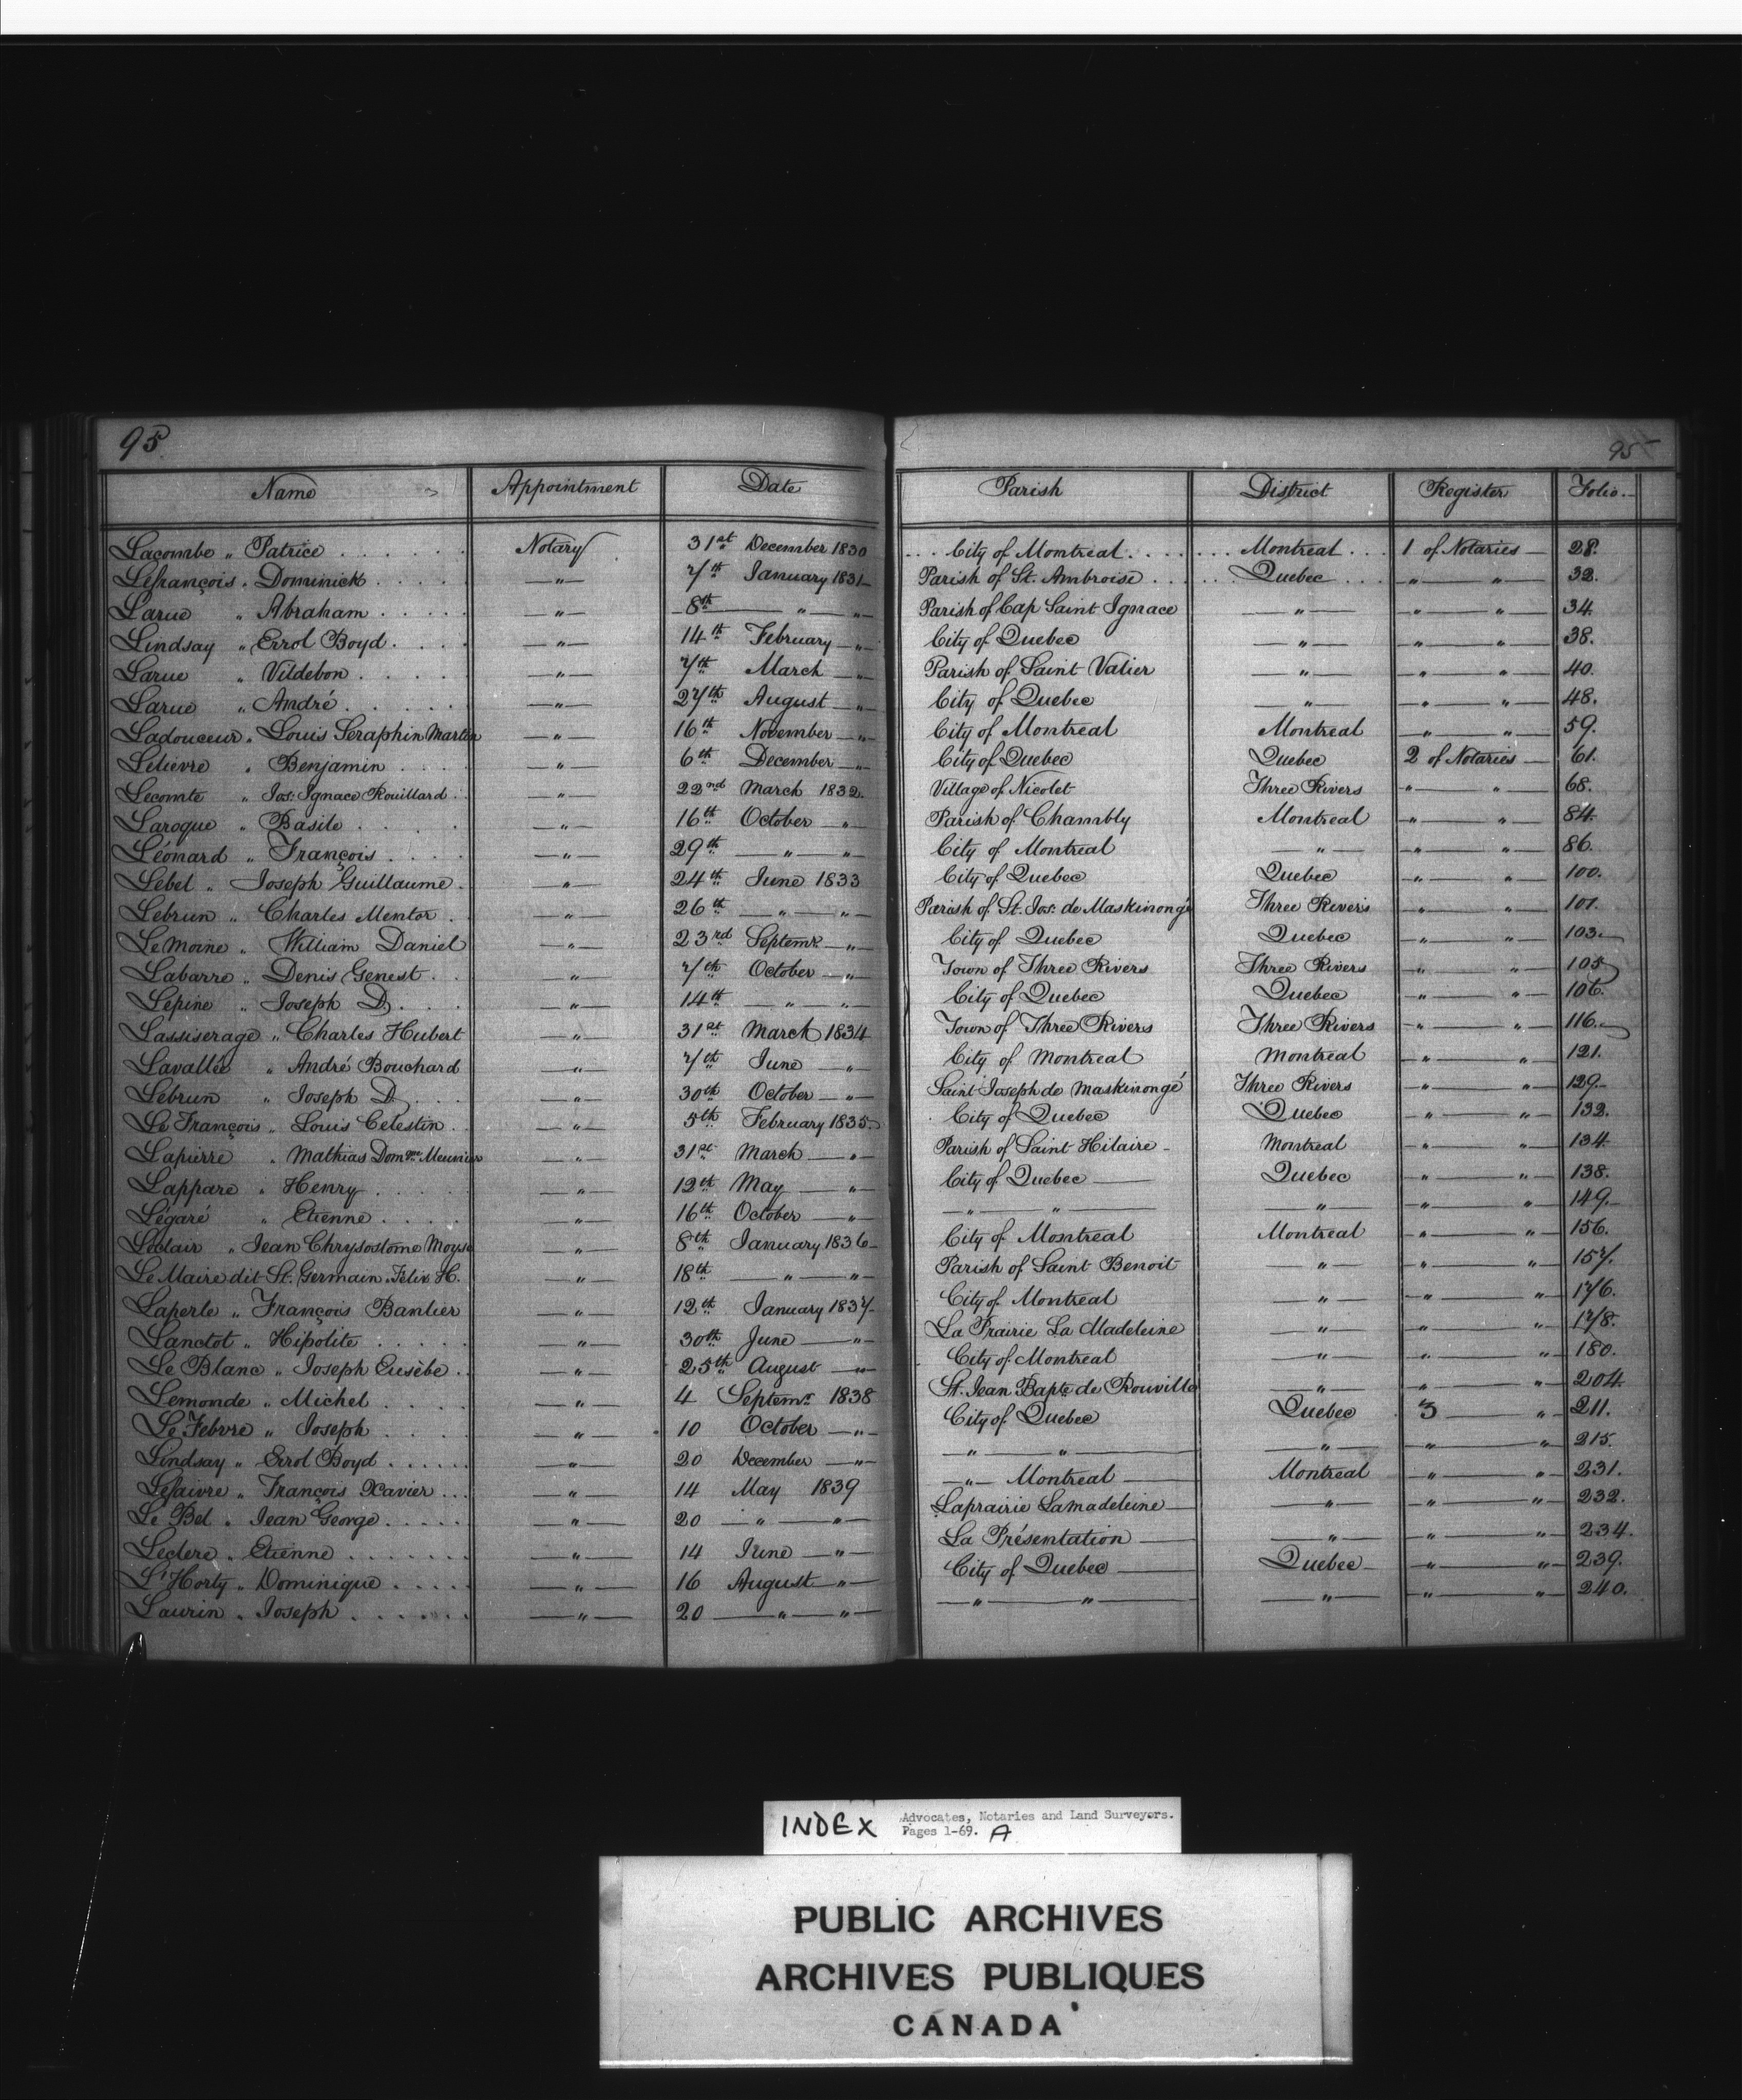 95 95
Name Appointment Date Parish District Register Folio.
Lacombe „ Patrice . . . . . . Notary 31st December 1830 . . . City of Montreal . . . . . . . Montreal . . . 1 of Notaries — 28.
Lefrançois „ Dominick . . . . . — „ — 7th January 1831 — Parish of St. Ambroise . . . . . Quebec . . . — „ — „ — 32.
Larue „ Abraham . . . . . — „ — 8th — „ — „ — Parish of Cap Saint Ignace — „ — — „ — „ — 34.
Lindsay „ Errol Boyd . . . . — „ — 14th February — „ — City of Quebec — „ — — „ — „ — 38.
Larue „ Vildebon . . . . . — „ — 7th March — „ — Parish of Saint Valier — „ — — „ — „ — 40.
Larue „ André . . . . . . — „ — 27th August — „ — City of Quebec — „ — — „ — „ — 48.
Ladouceur „ Louis Seraphin Martin — „ — 16th November — „ — City of Montreal Montreal — „ — „ — 59.
Lelievre „ Benjamin . . . . — „ — 6th December — „ — City of Quebec Quebec 2 of Notaries — 61.
Lecomte „ Jos: Ignace Rouillard . . — „ — 22nd March 1832. Village of Nicolet Three Rivers — „ — „ — 68.
Laroque „ Basile . . . . . — „ — 16th October — „ — Parish of Chambly Montreal — „ — „ — 84.
Léonard „ François . . . . — „ — 29th — „ — „ — City of Montreal — „ — — „ — „ — 86.
Lebel „ Joseph Guillaume . — „ — 24th June 1833 City of Quebec Quebec — „ — „ — 100.
Lebrun „ Charles Mentor . — „ — 26th — „ — „ — Parish of St. Jos: de Maskinongé Three Rivers — „ — „ — 101.
Le Moine „ William Daniel — „ — 23rd Septemr. — „ — City of Quebec Quebec — „ — „ — 103.
Labarre „ Denis Genest . . — „ — 7th October — „ — Town of Three Rivers Three Rivers — „ — „ — 105
Lepine „ Joseph D. . . . — „ — 14th — „ — „ — City of Quebec Quebec — „ — „ — 106.
Lassiserage „ Charles Hubert — „ — 31st March 1834 Town of Three Rivers Three Rivers — „ — „ — 116.
Lavallée „ André Bouchard — „ — 7th June — „ — City of Montreal Montreal — „ — „ — 121.
Lebrun „ Joseph D. . . . — „ — 30th October — „ — Saint Joseph de Maskinongé Three Rivers — „ — „ — 129.
Le François „ Louis Celestin . . — „ — 5th February 1835. City of Quebec Quebec — „ — „ — 132.
Lapierre „ Mathias Domque. Meunier — „ — 31st March — „ — Parish of Saint Hilaire — Montreal — „ — „ — 134.
Lappare „ Henry . . . . . — „ — 12th May — „ — City of Quebec — Quebec — „ — „ — 138.
Légaré „ Etienne . . . . — „ — 16th October — „ — — „ — „ — — „ — — „ — „ — 149.
Leclair „ Jean Chrysostome Moyse — „ — 8th January 1836 — City of Montreal Montreal — „ — „ — 156.
Le Maire dit St. Germain „ Felix H. — „ — 18th — „ — „ — Parish of Saint Benoit — „ — — „ — „ — 157.
Laperle „ François Banlier — „ — 12th January 1837 — City of Montreal — „ — — „ — „ — 176.
Lanctot „ Hipolite . . . . . — „ — 30th June — „ — La Prairie La Madeleine — „ — — „ — „ — 178.
Le Blanc „ Joseph Eusèbe . . — „ — 25th August — „ — City of Montreal — „ — — „ — „ — 180.
Lemonde „ Michel . . . . — „ — 4 Septemr. 1838 St. Jean Bapte. de Rouville — „ — — „ — „ — 204.
Le Febvre „ Joseph . . . . — „ — 10 October — „ — City of Quebec Quebec 3 — „ — 211.
Lindsay „ Errol Boyd . . . . . — „ — 20 December — „ — — „ — „ — — „ — — „ — „ — 215.
Lefaivre „ François Xavier . . . — „ — 14 May 1839 — „ — Montreal — Montreal — „ — „ — 231.
Le Bel „ Jean George . . . . . — „ — 20 — „ — „ — Laprairie Lamadeleine — — „ — — „ — „ — 232.
Leclere „ Etienne . . . . . . . — „ — 14 June — „ — La Présentation — — „ — — „ — „ — 234.
L'Horty „ Dominique . . . . . — „ — 16 August — „ — City of Quebec — Quebec — — „ — „ — 239.
Laurin „ Joseph . . . . . . — „ — 20 — „ — „ — — „ — „ — — „ — — „ — „ — 240.
INDEX Advocates, Notaries and Land Surveyors.
Pages 1-69. A
PUBLIC ARCHIVES
ARCHIVES PUBLIQUES
CANADA